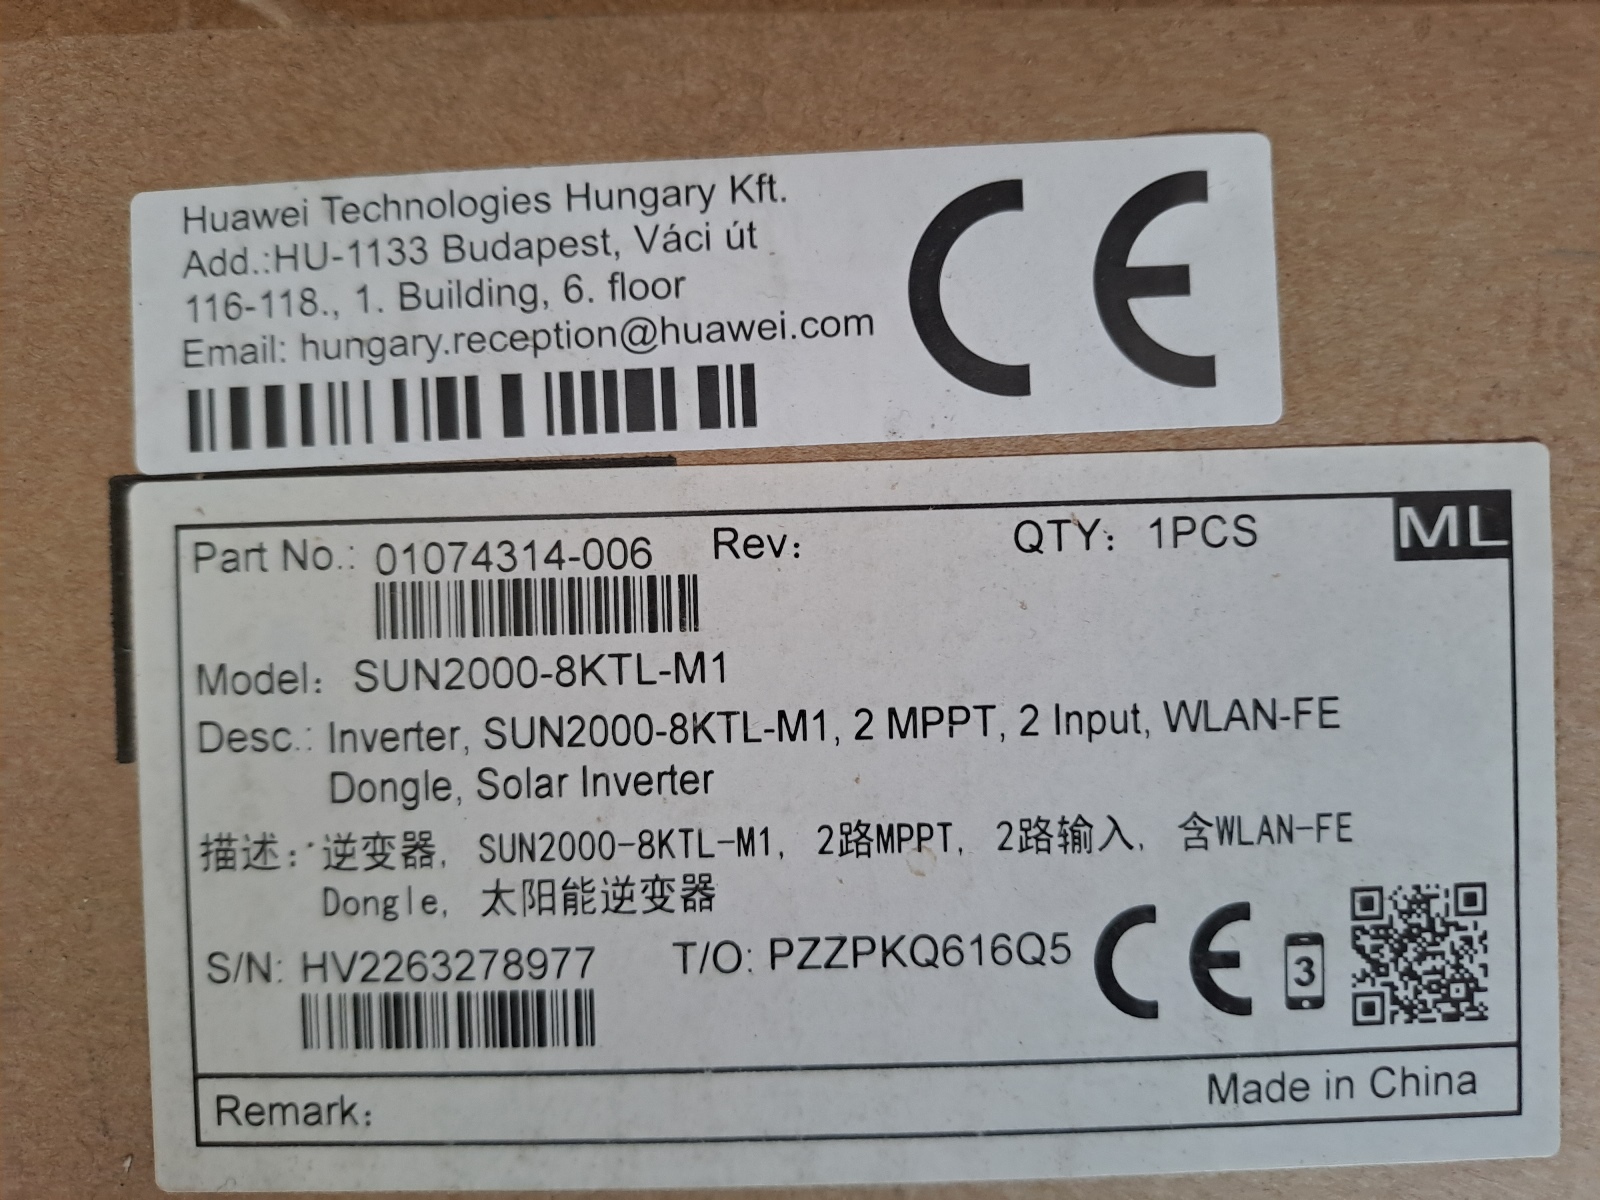 Huawei Technologies Hungary Kft.
Add.:HU-1133 Budapest, Váci út
116-118., 1. Building, 6. floor
Email: hungary.reception@huawei.com
CE
Part No.: 01074314-006 Rev: QTY: 1PCS ML
Model: SUN2000-8KTL-M1
Desc.: Inverter, SUN2000-8KTL-M1, 2 MPPT, 2 Input, WLAN-FE
Dongle, Solar Inverter
描述: 逆变器, SUN2000-8KTL-M1, 2路MPPT, 2路输入, 含WLAN-FE
Dongle, 太阳能逆变器
S/N: HV2263278977 T/O: PZZPKQ616Q5 CE 3
Made in China
Remark: